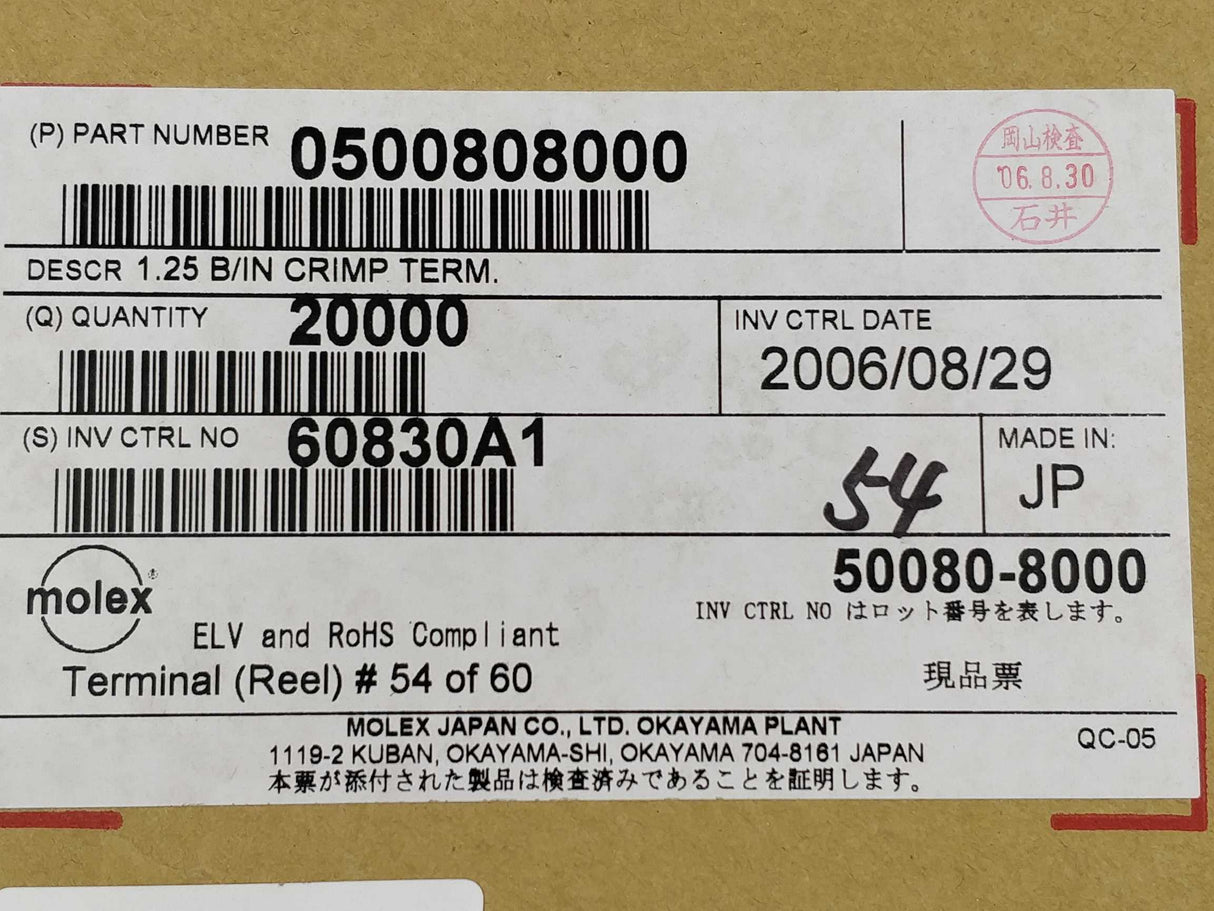 (P) PART NUMBER 0500808000
岡山検査
'06.8.30
石井
DESCR 1.25 B/IN CRIMP TERM.
(Q) QUANTITY 20000
INV CTRL DATE
2006/08/29
(S) INV CTRL NO 60830A1
54
MADE IN:
JP
molex®
50080-8000
INV CTRL NO はロット番号を表します。
ELV and RoHS Compliant
Terminal (Reel) # 54 of 60
現品票
MOLEX JAPAN CO., LTD. OKAYAMA PLANT
1119-2 KUBAN, OKAYAMA-SHI, OKAYAMA 704-8161 JAPAN
QC-05
本票が添付された製品は検査済みであることを証明します。